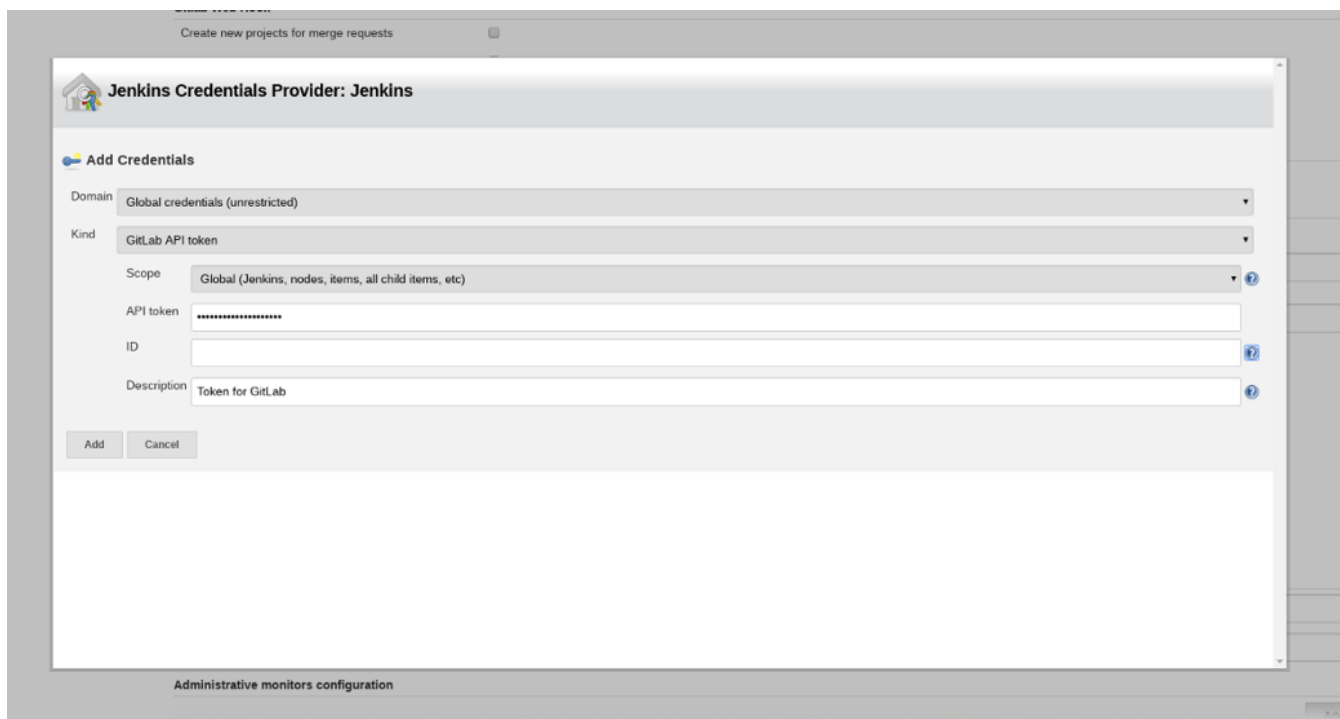 Create new projects for merge requests
Jenkins Credentials Provider: Jenkins
Add Credentials
Domain
Global credentials (unrestricted)
Kind
GitLab API token
Scope
Global (Jenkins, nodes, items, all child items, etc)
API token
••••••••••••••••••••
ID
Description
Token for GitLab
Add
Cancel
Administrative monitors configuration